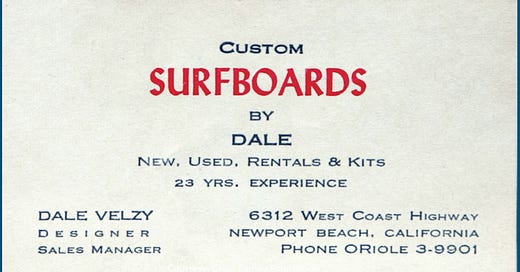 Custom
SURFBOARDS
BY
DALE
New, Used, Rentals & Kits
23 YRS. EXPERIENCE
DALE VELZY
DESIGNER
SALES MANAGER
6312 West Coast Highway
NEWPORT BEACH, CALIFORNIA
Phone ORiole 3-9901